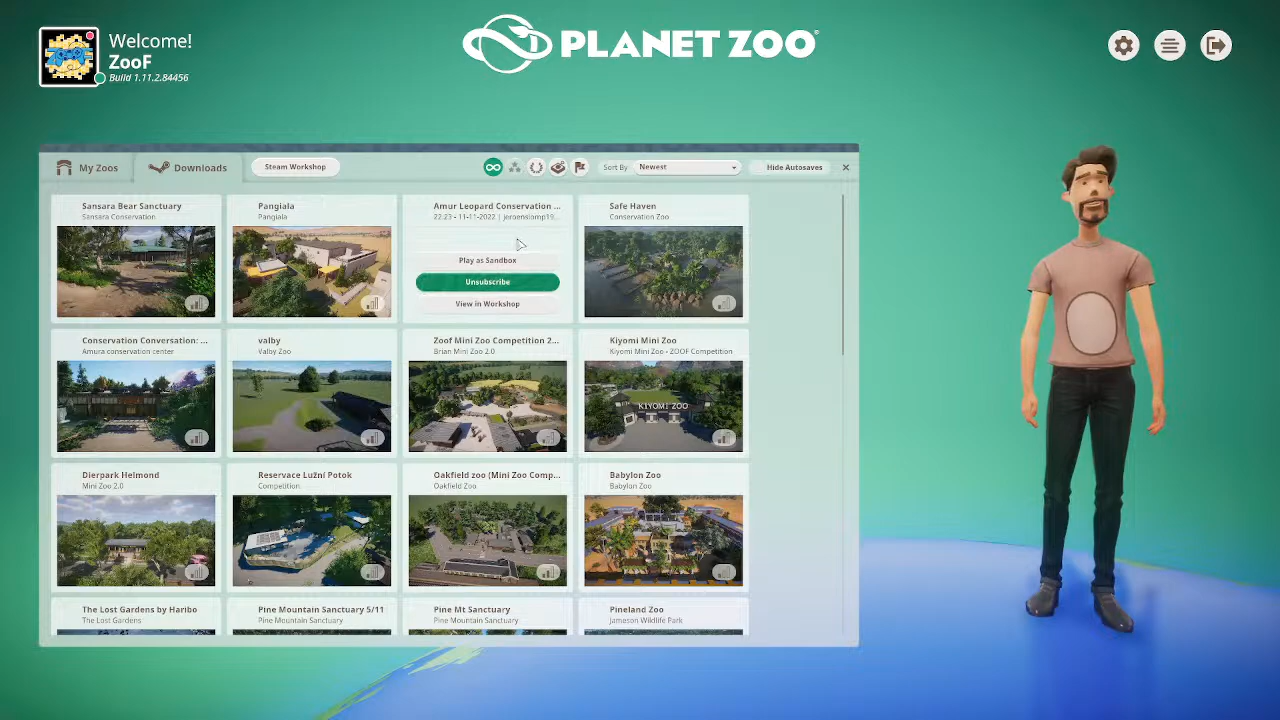 Welcome!
ZooF
Build 1.11.2.84456
PLANET ZOO
My Zoos
Downloads
Steam Workshop
Sort By
Newest
Hide Autosaves
Sansara Bear Sanctuary
Sansara Conservation
Pangiala
Pangiala
Amur Leopard Conservation ...
22:23 • 11-11-2022 | jeroenslomp19...
Play as Sandbox
Unsubscribe
View in Workshop
Safe Haven
Conservation Zoo
Conservation Conversation: ...
Amura conservation center
valby
Valby Zoo
Zoof Mini Zoo Competition 2...
Brian Mini Zoo 2.0
Kiyomi Mini Zoo
Kiyomi Mini Zoo - ZOOF Competition
KIYOMI ZOO
Dierpark Helmond
Mini Zoo 2.0
Reservace Lužní Potok
Competition
Oakfield zoo (Mini Zoo Comp...
Oakfield Zoo
Babylon Zoo
Babylon Zoo
The Lost Gardens by Haribo
The Lost Gardens
Pine Mountain Sanctuary 5/11
Pine Mountain Sanctuary
Pine Mt Sanctuary
Pine Mountain Sanctuary
Pineland Zoo
Jameson Wildlife Park